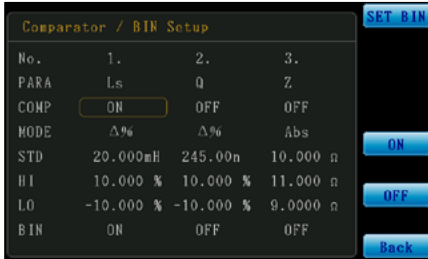 Comparator / BIN Setup
SET BIN
No. 1. 2. 3.
PARA Ls Q Z
COMP ON OFF OFF
MODE Δ% Δ% Abs
ON
STD 20.000mH 245.00n 10.000 Ω
HI 10.000 % 10.000 % 11.000 Ω
OFF
LO -10.000 % -10.000 % 9.0000 Ω
BIN ON OFF OFF
Back